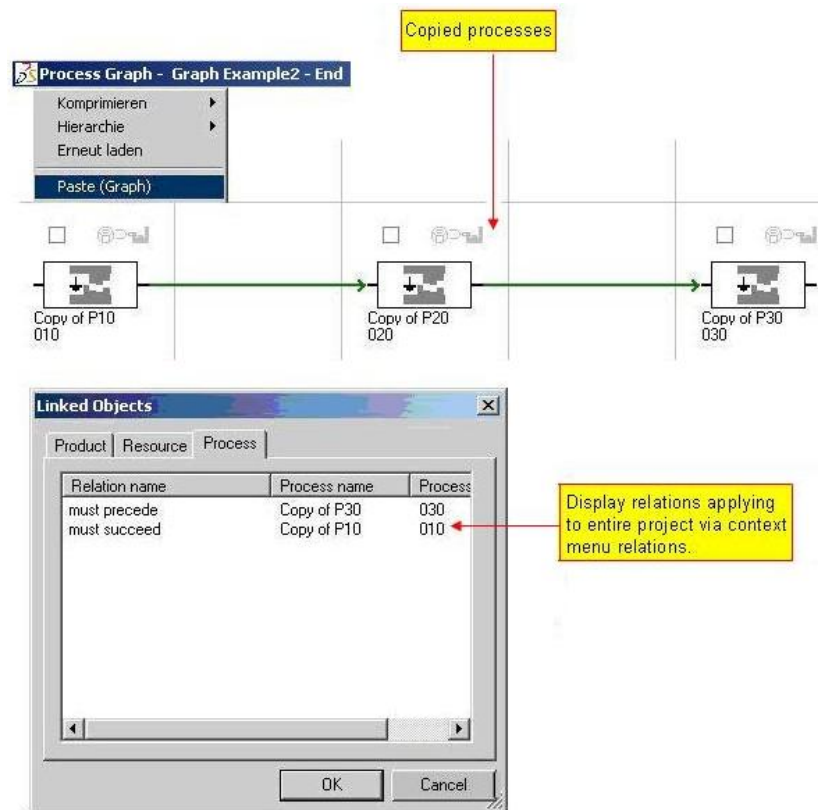 Copied processes
Process Graph - Graph Example2 - End
Komprimieren
Hierarchie
Erneut laden
Paste (Graph)
Copy of P10
010
Copy of P20
020
Copy of P30
030
Linked Objects
Product Resource Process
Relation name Process name Process
must precede Copy of P30 030
must succeed Copy of P10 010
Display relations applying
to entire project via context
menu relations.
OK Cancel